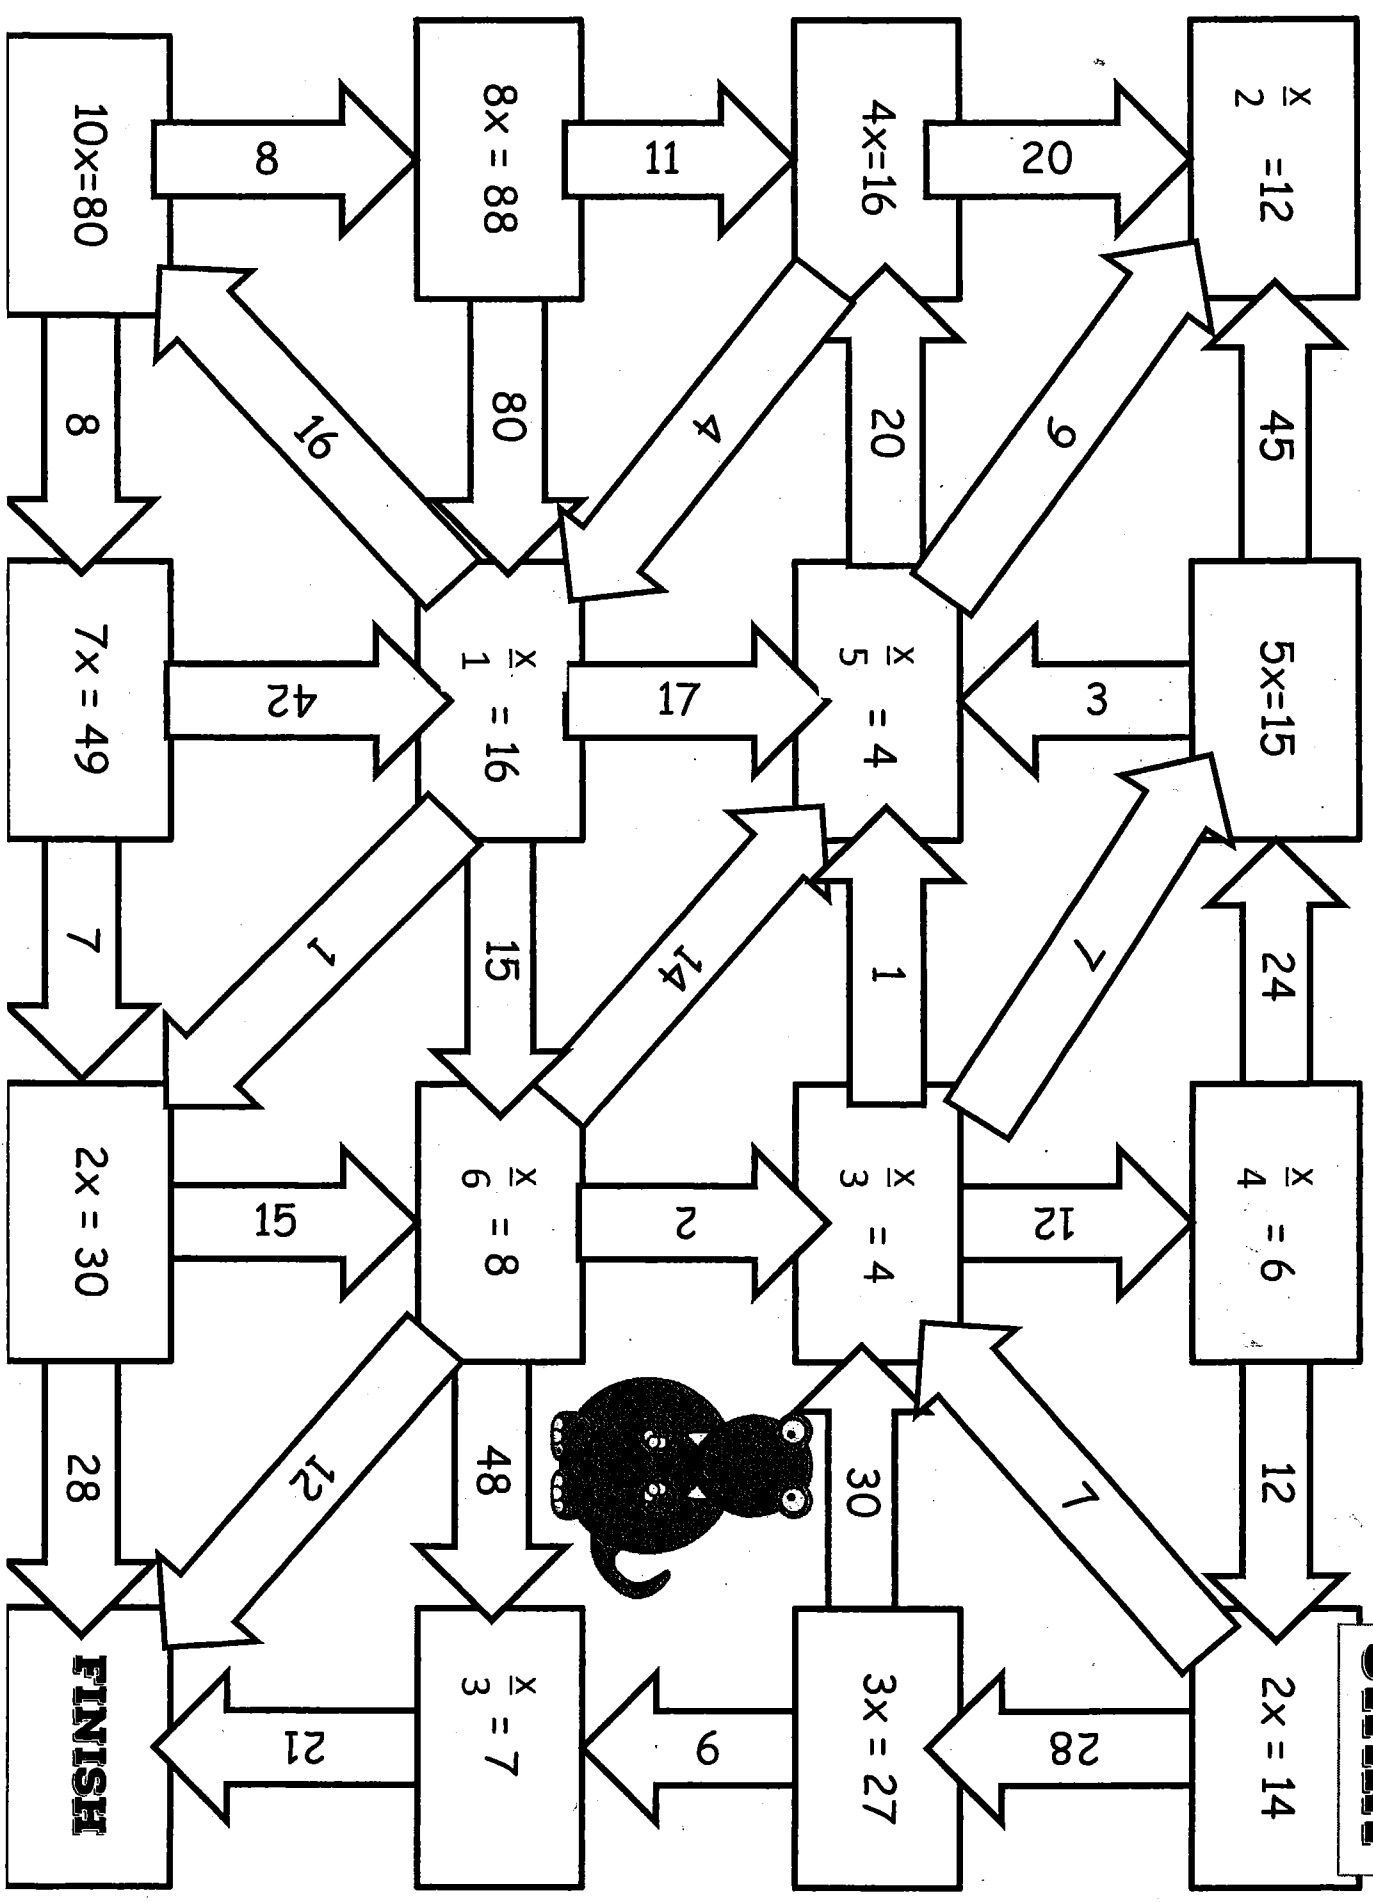 x/2 =12
45
5x=15
24
x/4 = 6
12
2x = 14
20
9
3
7
12
7
28
4x=16
20
x/5 = 4
1
x/3 = 4
30
3x = 27
11
4
17
14
2
9
8x = 88
80
x/1 = 16
15
x/6 = 8
48
x/3 = 7
8
16
42
1
15
12
21
10x=80
8
7x = 49
7
2x = 30
28
FINISH